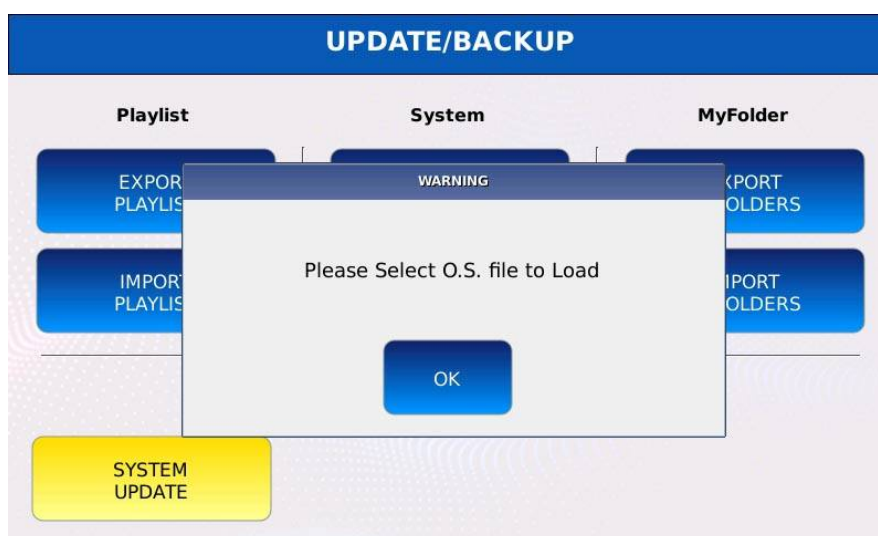 UPDATE/BACKUP
Playlist
System
MyFolder
EXPOR
PLAYLIS
XPORT
OLDERS
WARNING
Please Select O.S. file to Load
OK
IMPOR
PLAYLIS
IPORT
OLDERS
SYSTEM
UPDATE